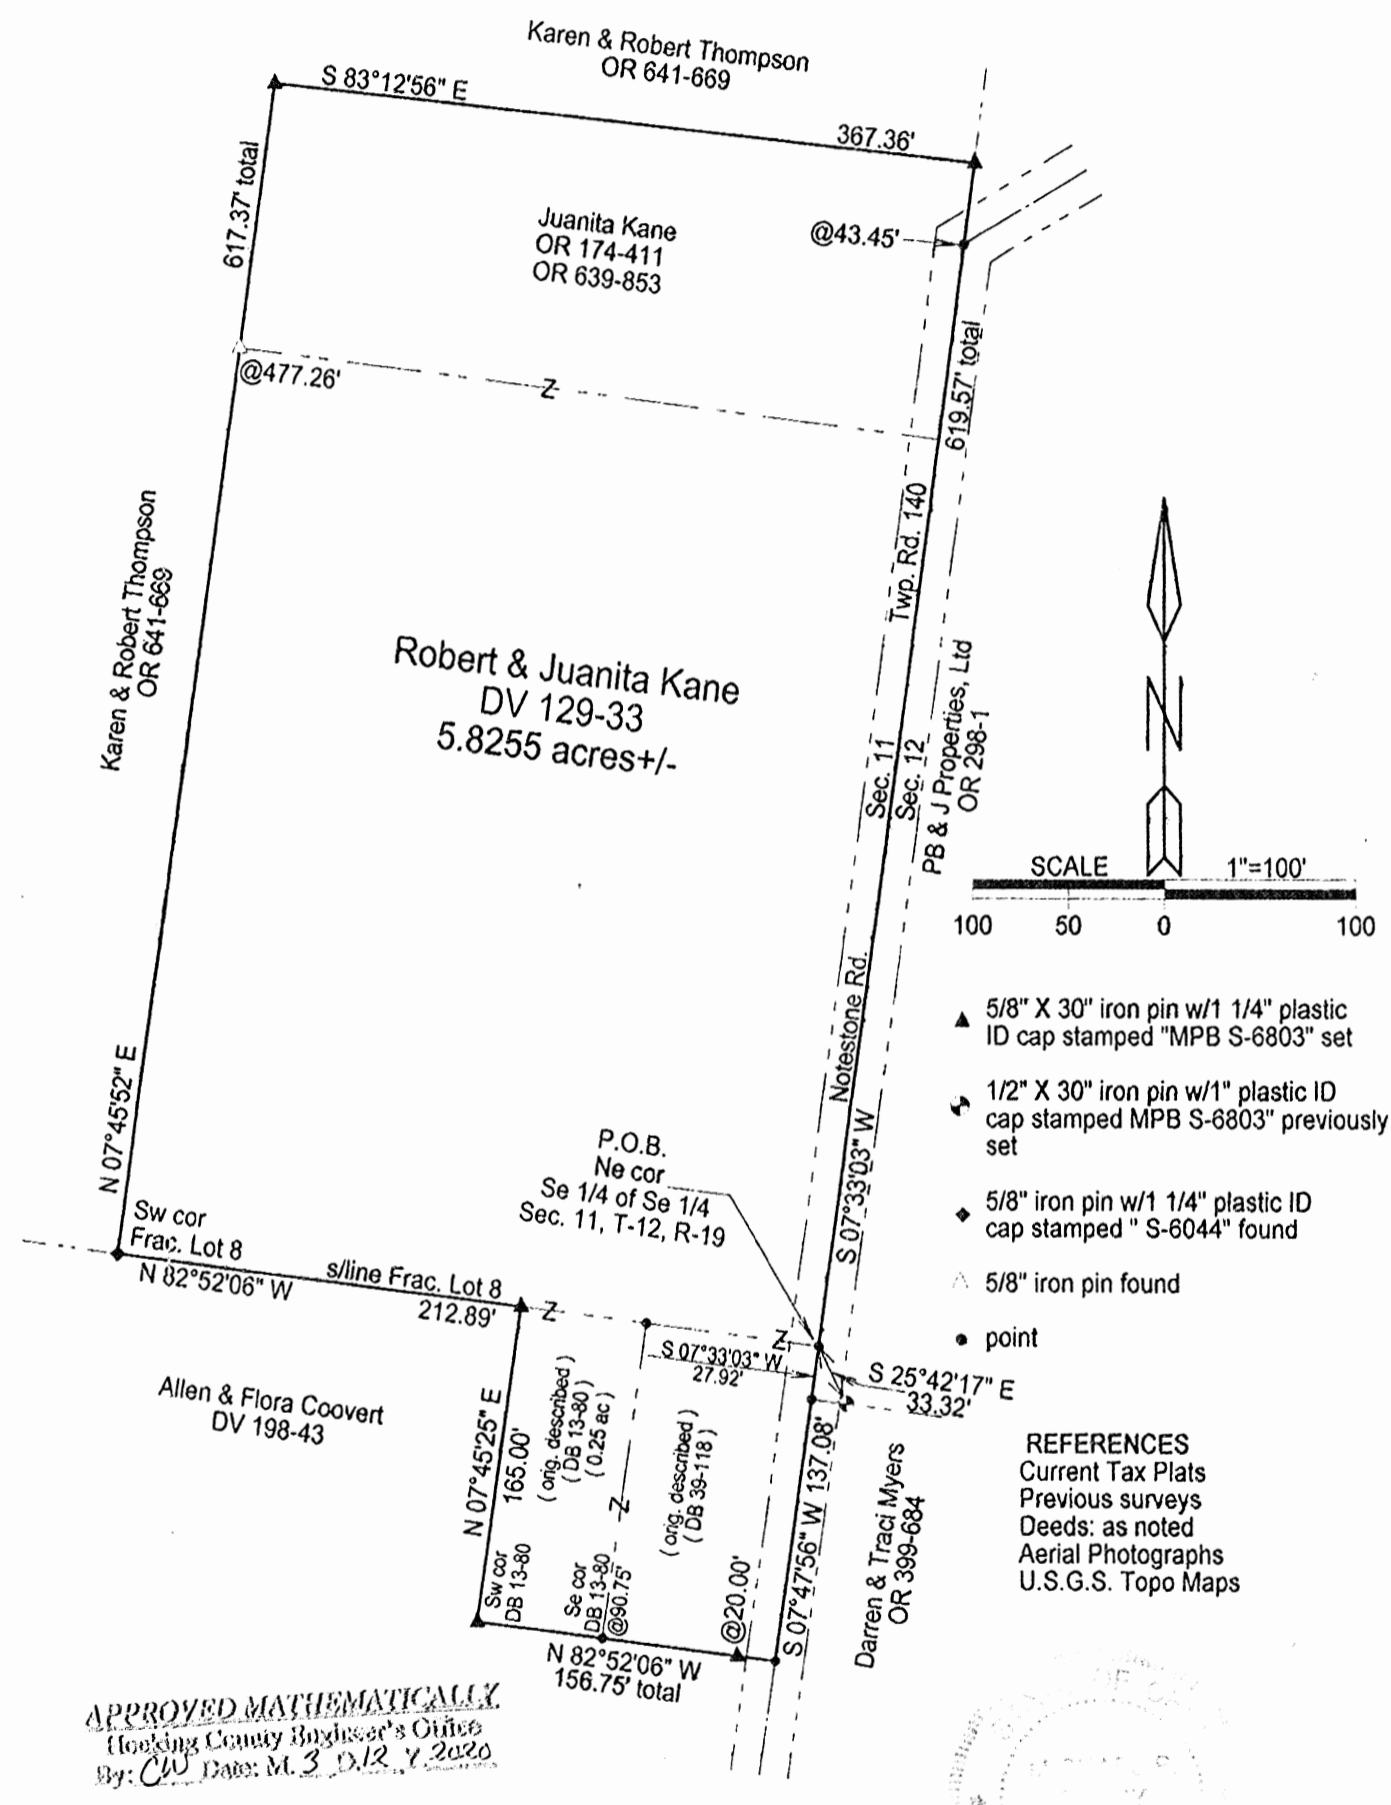 Karen & Robert Thompson
OR 641-669
S 83°12'56" E
367.36'
617.37' total
Juanita Kane
OR 174-411
OR 639-853
@43.45'
619.57' total
@477.26'
Z
Twp. Rd. 140
Karen & Robert Thompson
OR 641-669
Robert & Juanita Kane
DV 129-33
5.8255 acres+/-
Sec. 11
Sec. 12
PB & J Properties, Ltd
OR 298-1
N
SCALE 1"=100'
100 50 0 100
Notestone Rd.
S 07°33'03" W
N 07°45'52" E
5/8" X 30" iron pin w/1 1/4" plastic
ID cap stamped "MPB S-6803" set
1/2" X 30" iron pin w/1" plastic ID
cap stamped MPB S-6803" previously
set
5/8" iron pin w/1 1/4" plastic ID
cap stamped " S-6044" found
5/8" iron pin found
point
P.O.B.
Ne cor
Se 1/4 of Se 1/4
Sec. 11, T-12, R-19
Sw cor
Frac. Lot 8
N 82°52'06" W
s/line Frac. Lot 8
212.89'
Z
Z
S 07°33'03" W
27.92'
S 25°42'17" E
33.32'
Allen & Flora Coovert
DV 198-43
N 07°45'25" E
165.00'
( orig. described )
( DB 13-80 )
( 0.25 ac )
Z
( orig. described )
( DB 39-118 )
S 07°47'56" W 137.08'
Darren & Traci Myers
OR 399-684
Sw cor
DB 13-80
Se cor
DB 13-80
@90.75'
@20.00'
N 82°52'06" W
156.75' total
REFERENCES
Current Tax Plats
Previous surveys
Deeds: as noted
Aerial Photographs
U.S.G.S. Topo Maps
APPROVED MATHEMATICALLY
Hocking County Engineer's Office
By: CW Date: M. 3 D.12 Y.2020